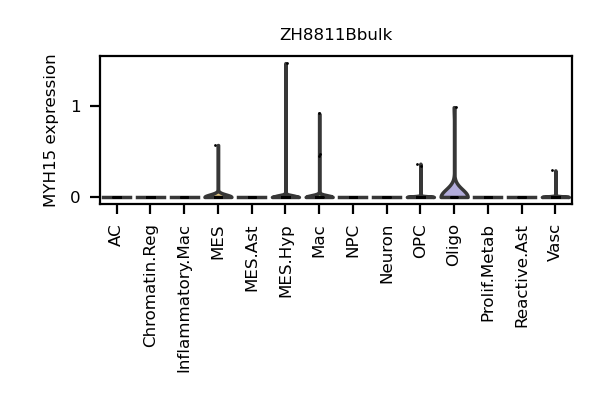 ZH8811Bbulk
MYH15 expression
1
0
AC
Chromatin.Reg
Inflammatory.Mac
MES
MES.Ast
MES.Hyp
Mac
NPC
Neuron
OPC
Oligo
Prolif.Metab
Reactive.Ast
Vasc